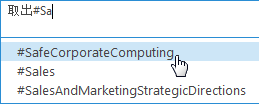 取出#Sa
#SafeCorporateComputing
#Sales
#SalesAndMarketingStrategicDirections